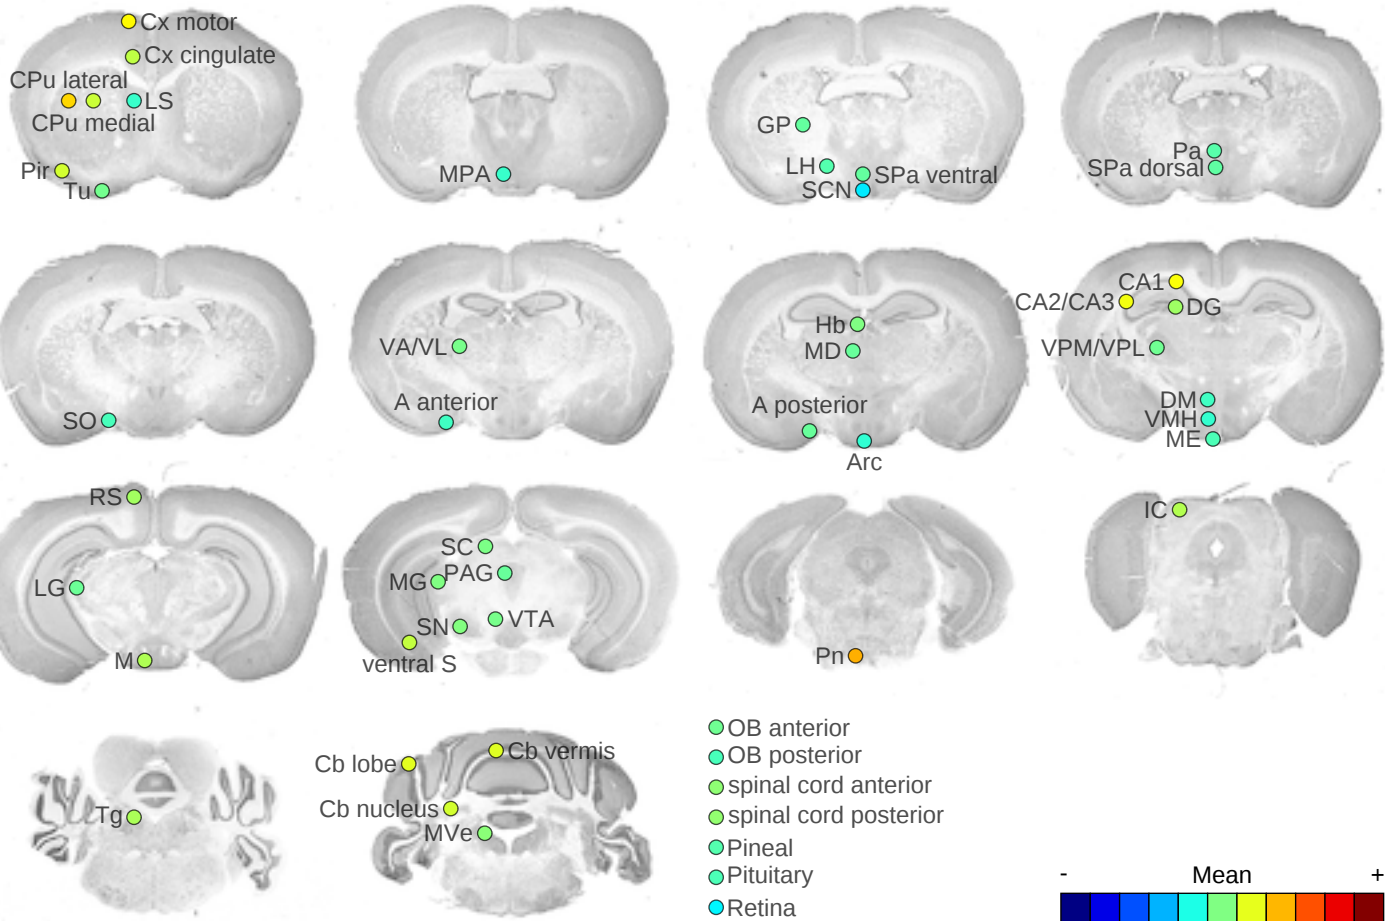 Cx motor
Cx cingulate
CPu lateral
LS
CPu medial
Pir
Tu
MPA
GP
LH
SPa ventral
SCN
Pa
SPa dorsal
SO
VA/VL
A anterior
Hb
MD
A posterior
Arc
CA1
CA2/CA3
DG
VPM/VPL
DM
VMH
ME
RS
LG
M
SC
PAG
MG
VTA
SN
ventral S
Pn
IC
Tg
Cb vermis
Cb lobe
Cb nucleus
MVe
OB anterior
OB posterior
spinal cord anterior
spinal cord posterior
Pineal
Pituitary
Retina
- Mean +